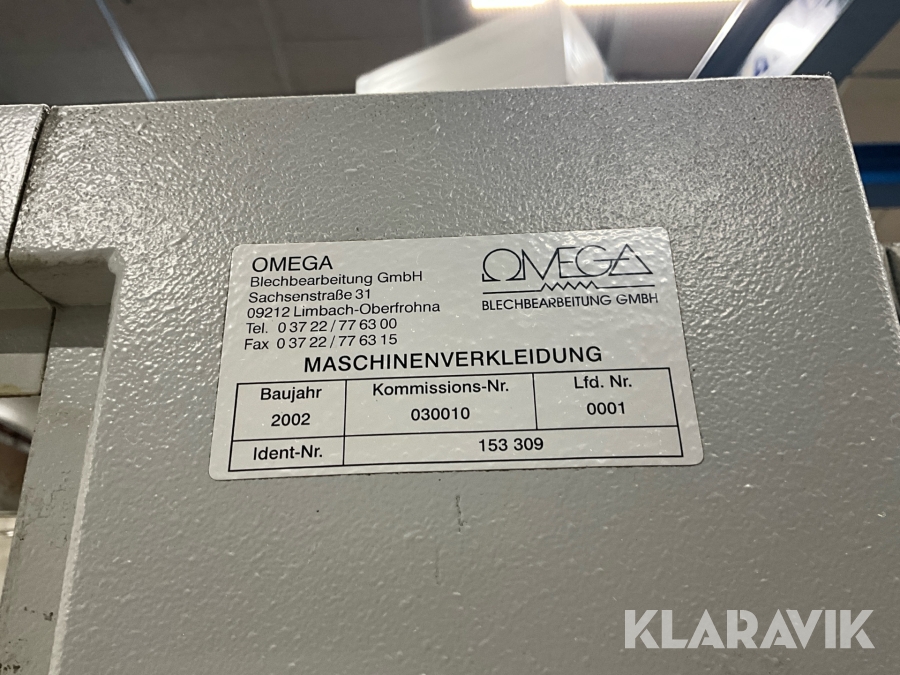 OMEGA
Blechbearbeitung GmbH
Sachsenstraße 31
09212 Limbach-Oberfrohna
Tel. 0 37 22 / 77 63 00
Fax 0 37 22 / 77 63 15
OMEGA
BLECHBEARBEITUNG GMBH
MASCHINENVERKLEIDUNG
Baujahr Kommissions-Nr. Lfd. Nr.
2002 030010 0001
Ident-Nr. 153 309
KLARAVIK